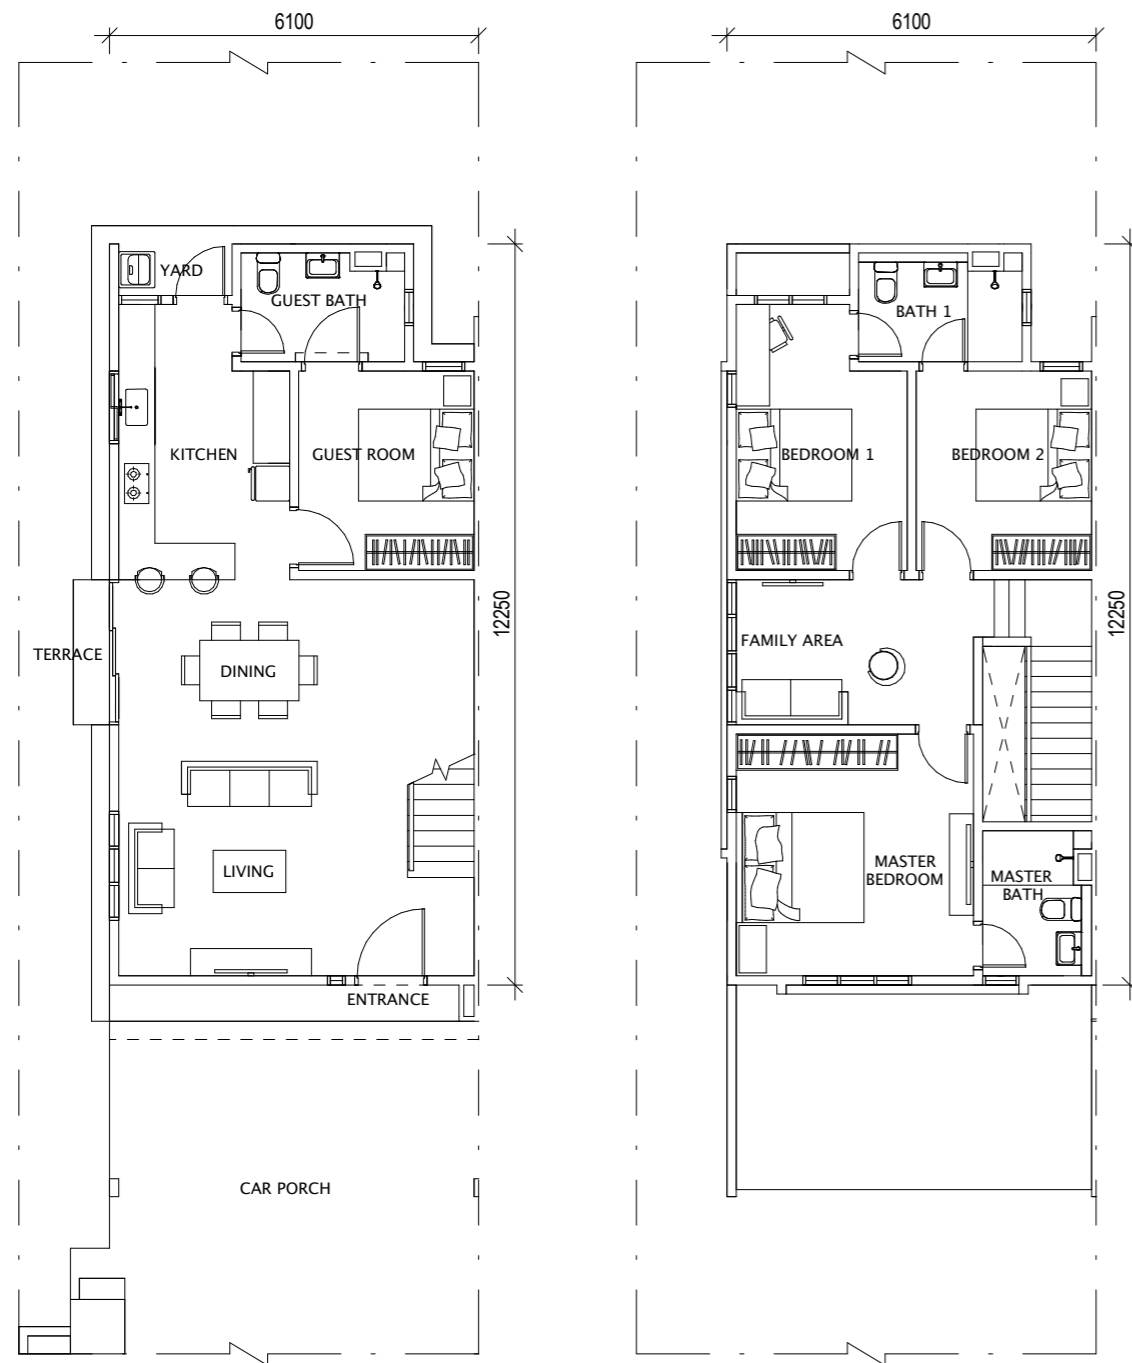 6100
YARD
GUEST BATH
KITCHEN
GUEST ROOM
12250
TERRACE
DINING
LIVING
ENTRANCE
CAR PORCH
6100
BATH 1
BEDROOM 1
BEDROOM 2
12250
FAMILY AREA
MASTER
BEDROOM
MASTER
BATH